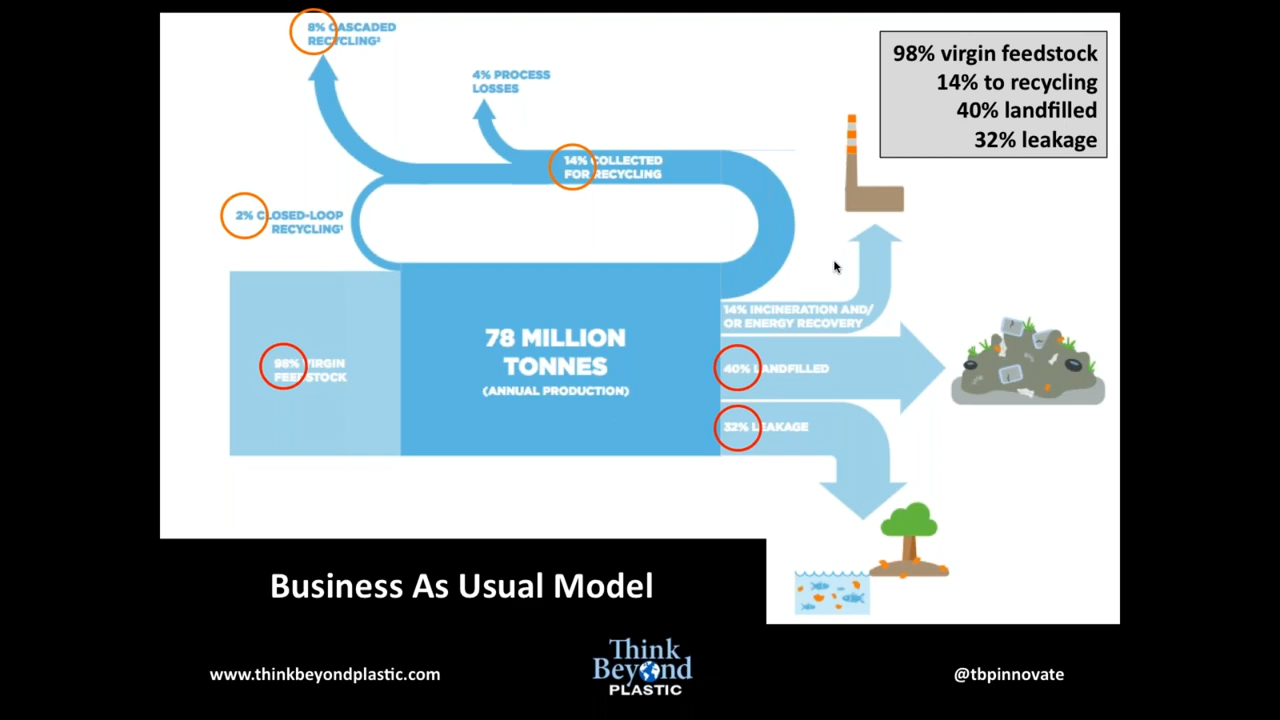 8% CASCADED
RECYCLING²
4% PROCESS
LOSSES
14% COLLECTED
FOR RECYCLING
2% CLOSED-LOOP
RECYCLING¹
98% VIRGIN
FEEDSTOCK
78 MILLION
TONNES
(ANNUAL PRODUCTION)
14% INCINERATION AND/
OR ENERGY RECOVERY
40% LANDFILLED
32% LEAKAGE
98% virgin feedstock
14% to recycling
40% landfilled
32% leakage
Business As Usual Model
www.thinkbeyondplastic.com
Think
Beyond
PLASTIC
@tbpinnovate